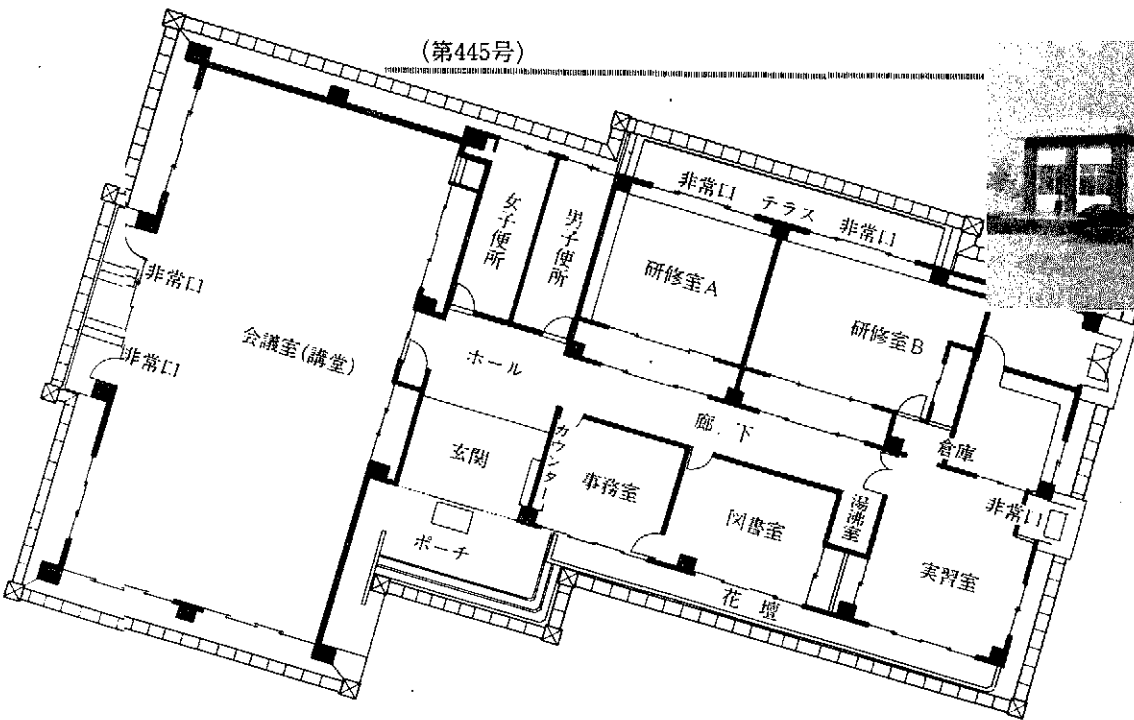 (第445号)
非常口
テラス
非常口
女子便所
男子便所
研修室A
研修室B
非常口
会議室(講堂)
非常口
ホール
廊下
倉庫
玄関
カウンター
事務室
図書室
湯沸室
非常口
ポーチ
実習室
花壇